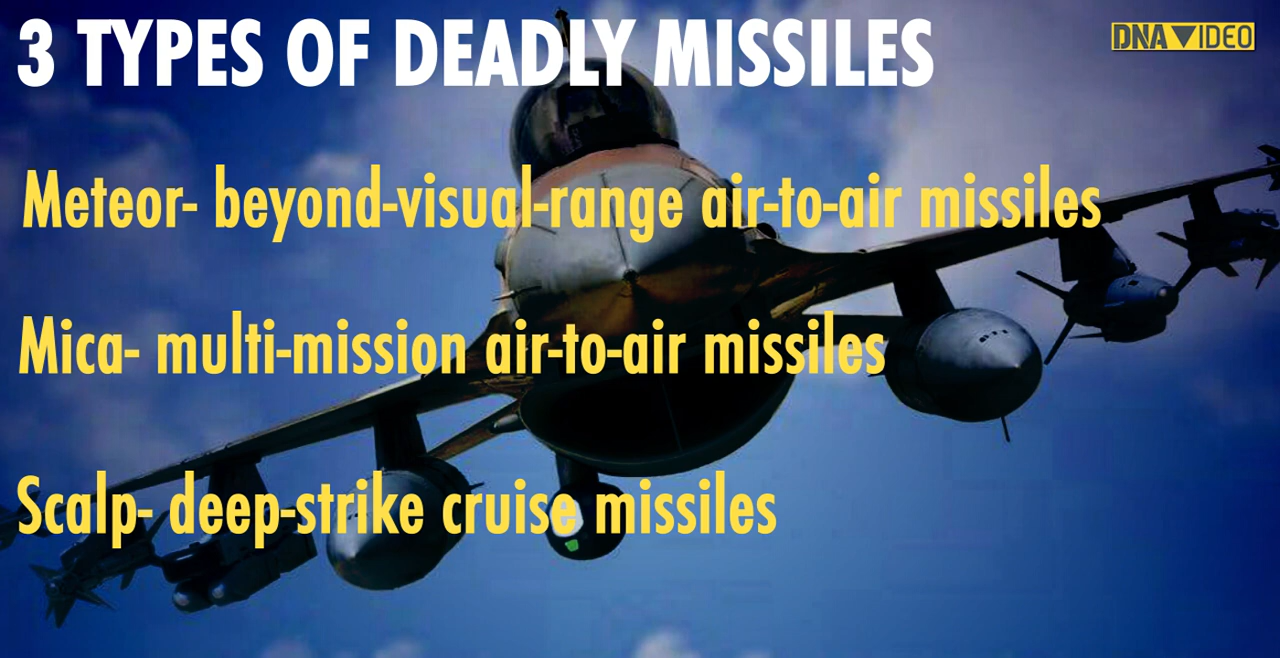 3 TYPES OF DEADLY MISSILES
DNA VIDEO
Meteor- beyond-visual-range air-to-air missiles
Mica- multi-mission air-to-air missiles
Scalp- deep-strike cruise missiles